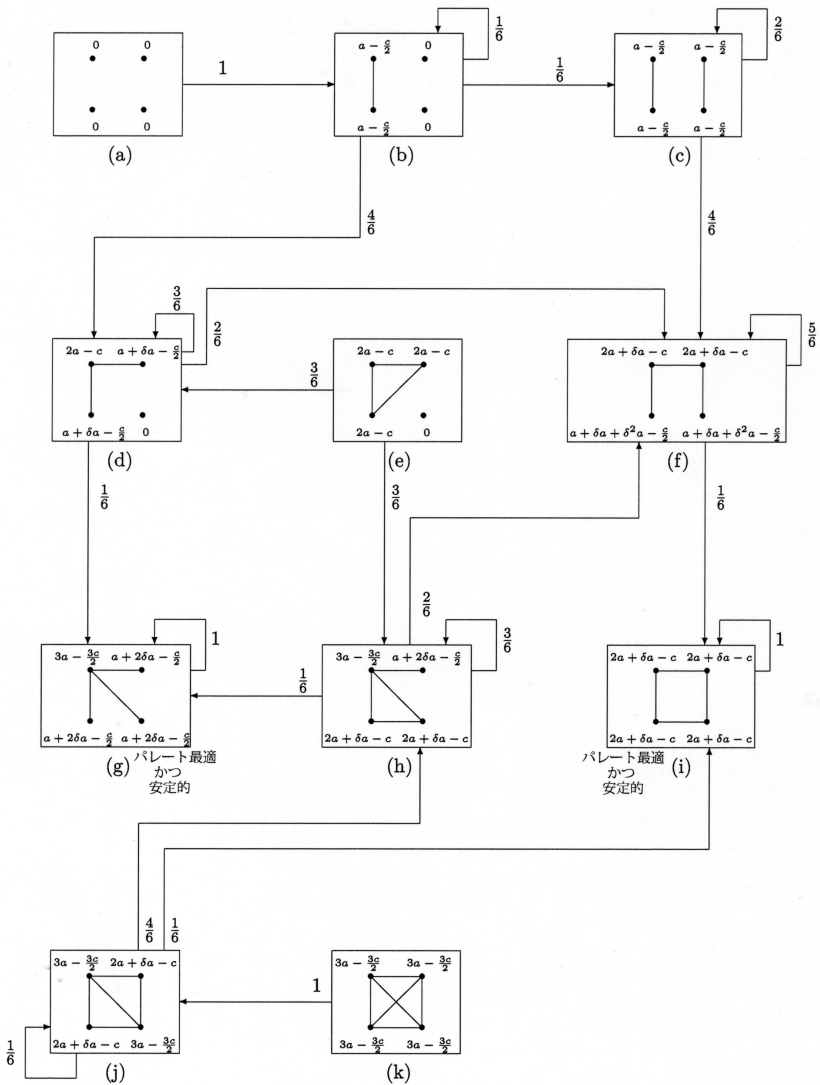 0 0
0 0
(a)
1
a − c/2 0
a − c/2 0
(b)
1/6
1/6
a − c/2 a − c/2
a − c/2 a − c/2
(c)
2/6
4/6
4/6
2a − c a + δa − c/2
a + δa − c/2 0
(d)
3/6
2/6
3/6
2a − c 2a − c
2a − c 0
(e)
2a + δa − c 2a + δa − c
a + δa + δ²a − c/2 a + δa + δ²a − c/2
(f)
5/6
1/6
3/6
1/6
2/6
3a − 3c/2 a + 2δa − c/2
a + 2δa − c/2 a + 2δa − c/2
(g)
パレート最適
かつ
安定的
1
1/6
3a − 3c/2 a + 2δa − c/2
2a + δa − c 2a + δa − c
(h)
3/6
2a + δa − c 2a + δa − c
2a + δa − c 2a + δa − c
(i)
パレート最適
かつ
安定的
1
4/6
1/6
3a − 3c/2 2a + δa − c
2a + δa − c 3a − 3c/2
(j)
1/6
1
3a − 3c/2 3a − 3c/2
3a − 3c/2 3a − 3c/2
(k)